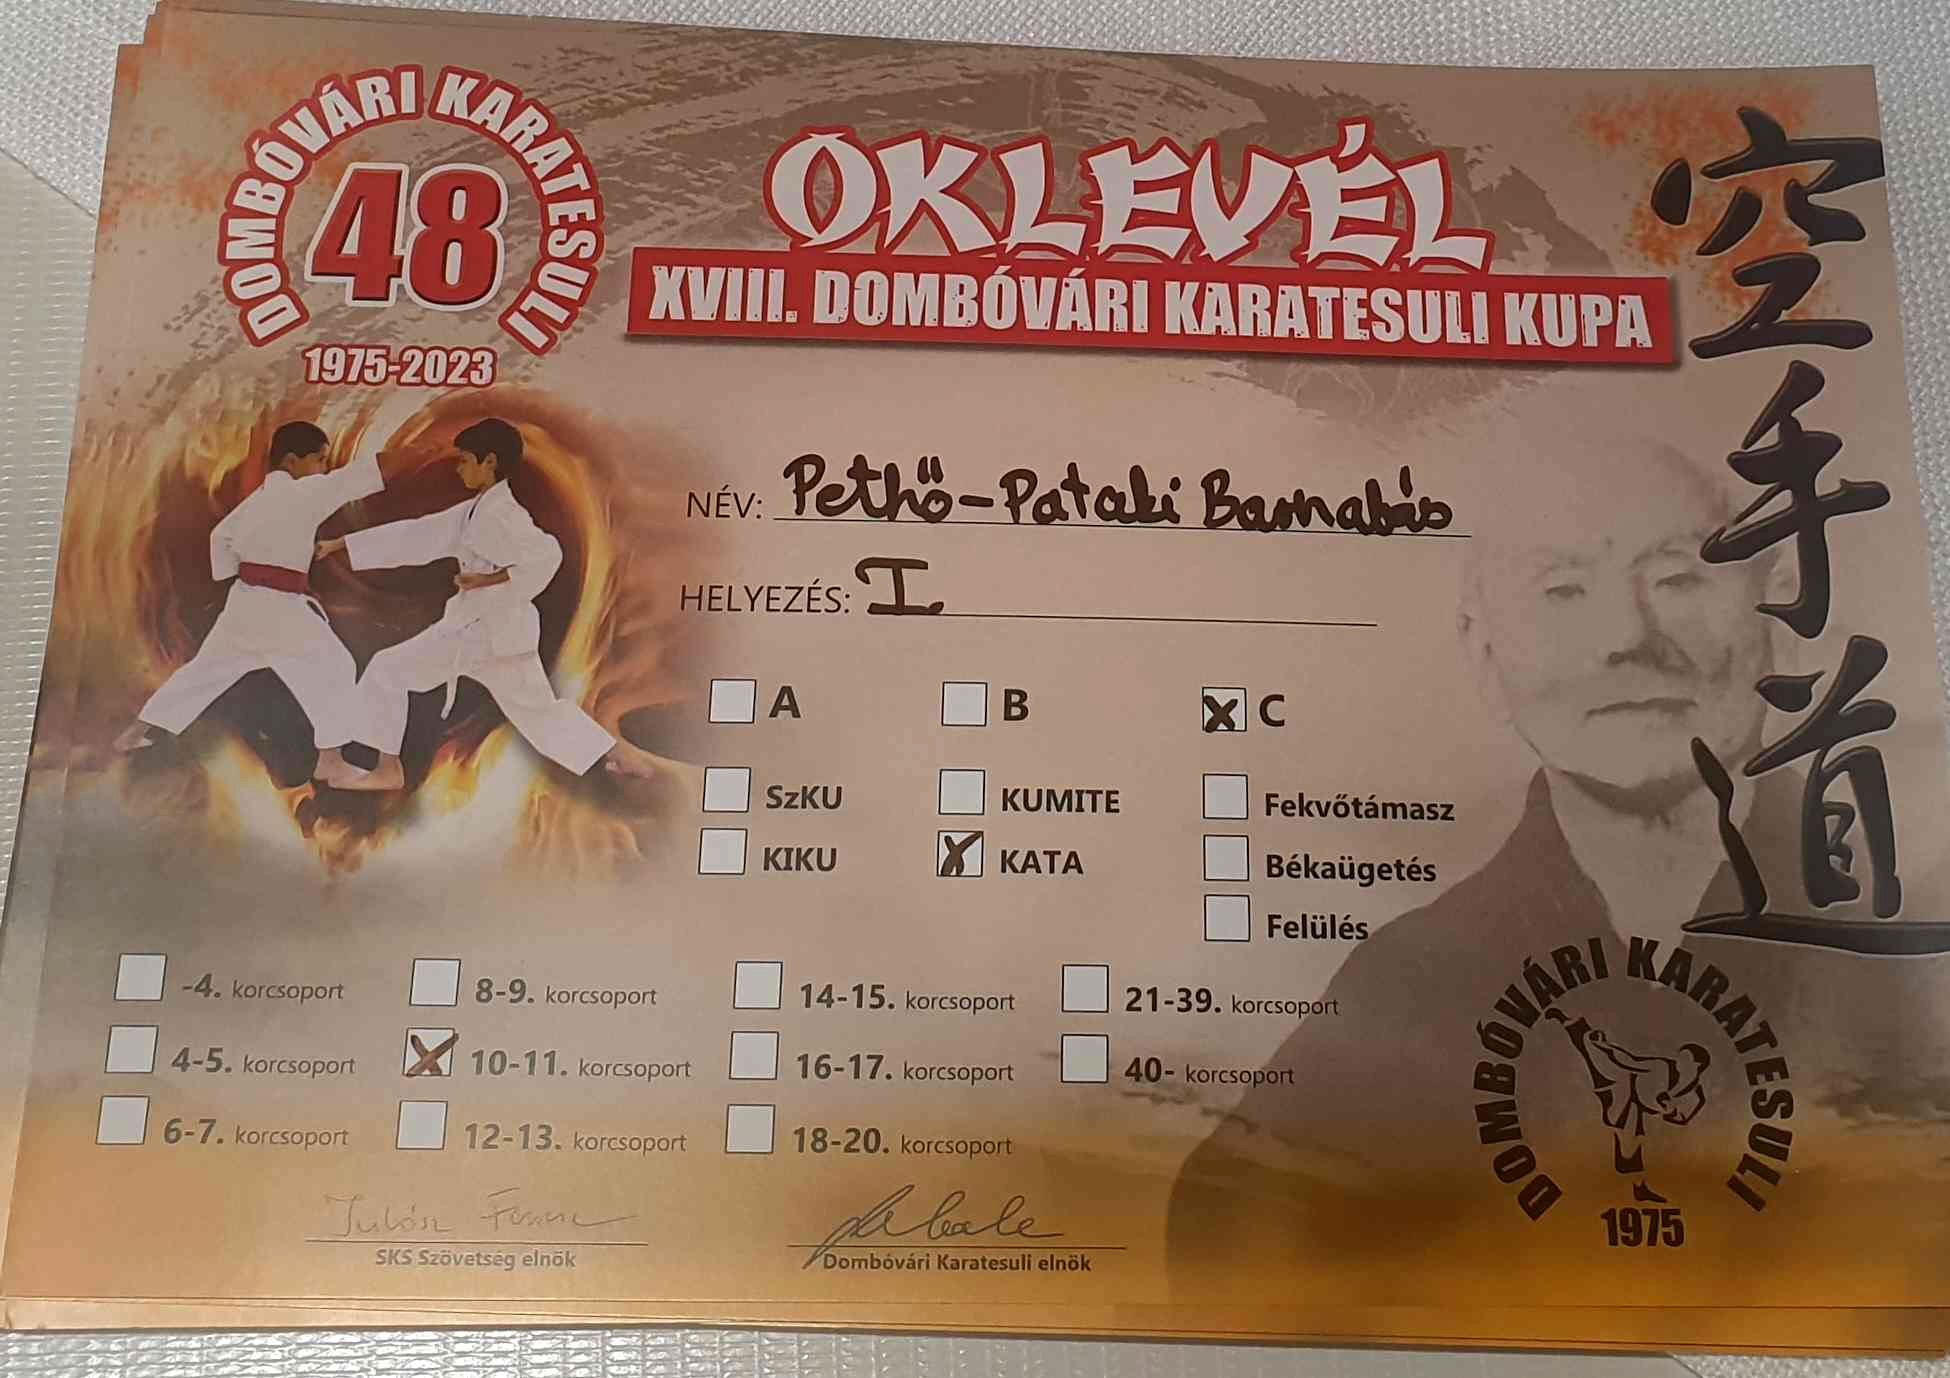 DOMBÓVÁRI KARATESULI
48
1975-2023
OKLEVÉL
XVIII. DOMBÓVÁRI KARATESULI KUPA
空手道
NÉV: Pethő-Pataki Barnabás
HELYEZÉS: I.
A B X C
SzKU KUMITE Fekvőtámasz
KIKU X KATA Békaügetés
Felülés
-4. korcsoport 8-9. korcsoport 14-15. korcsoport 21-39. korcsoport
4-5. korcsoport X 10-11. korcsoport 16-17. korcsoport 40- korcsoport
6-7. korcsoport 12-13. korcsoport 18-20. korcsoport
SKS Szövetség elnök Dombóvári Karatesuli elnök
DOMBÓVÁRI KARATESULI
1975